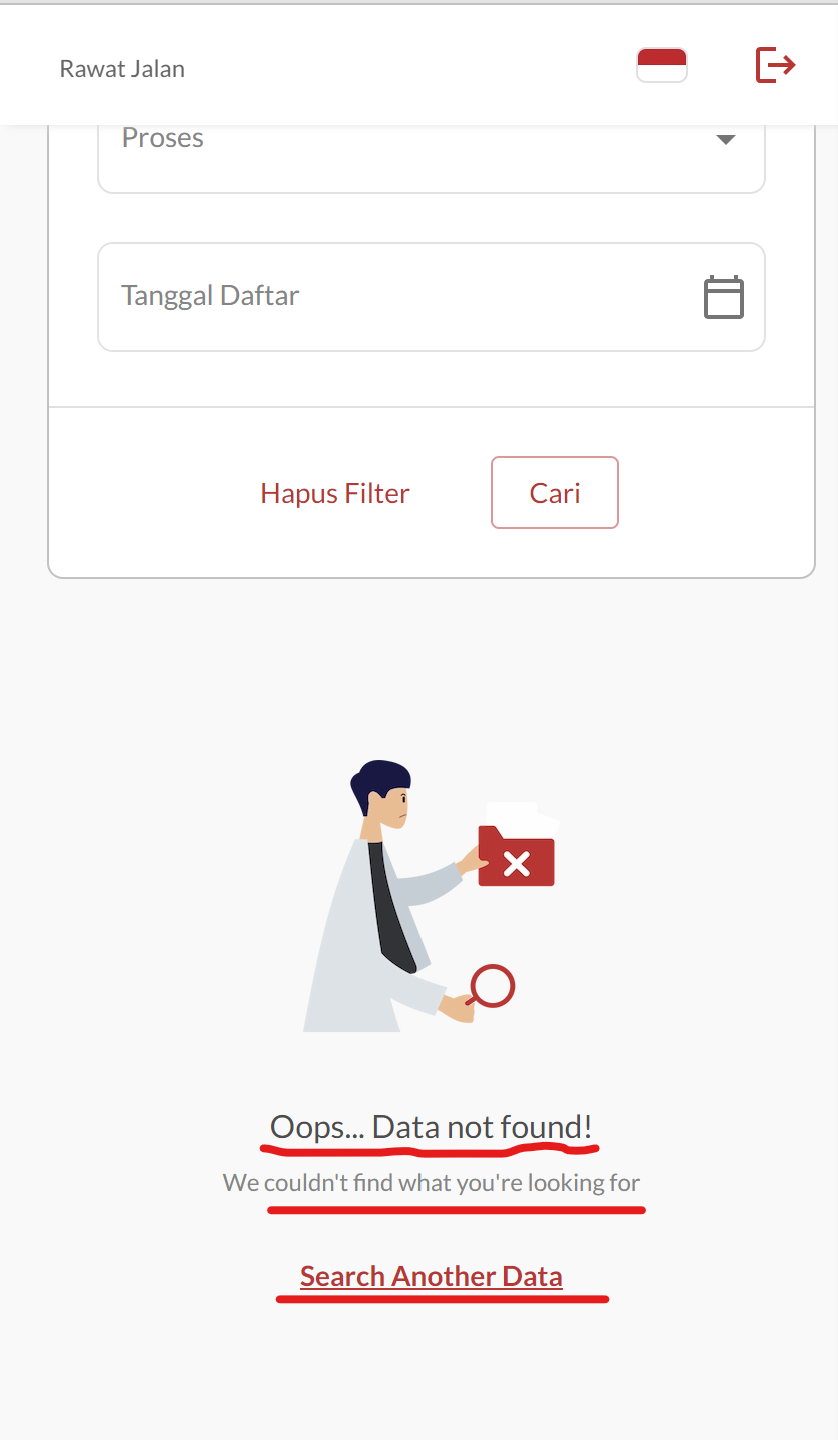 Rawat Jalan
Proses
Tanggal Daftar
Hapus Filter
Cari
Oops... Data not found!
We couldn't find what you're looking for
Search Another Data